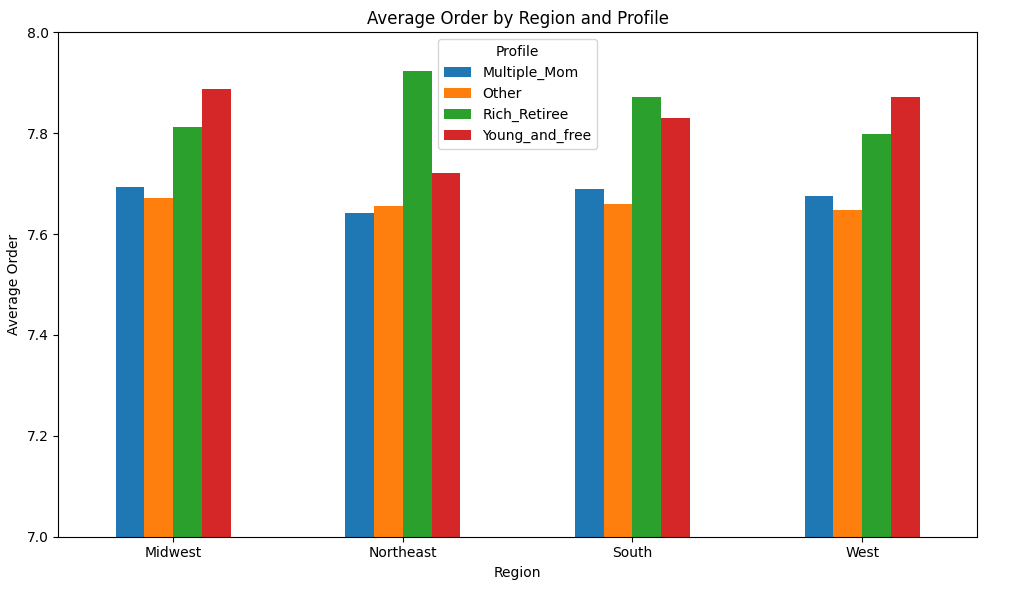 Average Order by Region and Profile
8.0
7.8
7.6
7.4
7.2
7.0
Average Order
Profile
Multiple_Mom
Other
Rich_Retiree
Young_and_free
Midwest
Northeast
South
West
Region